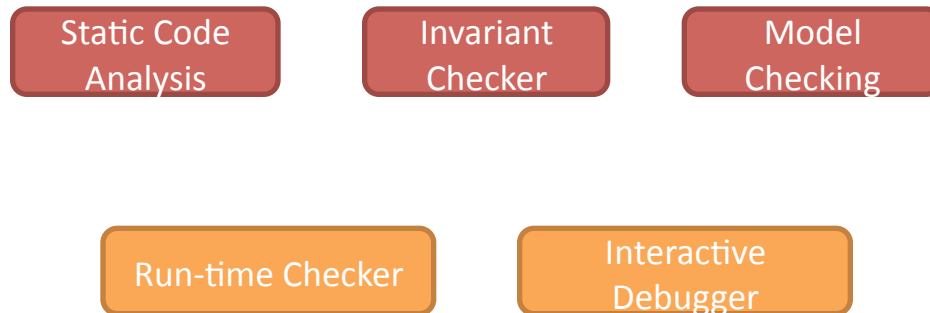 Static Code
Analysis
Invariant
Checker
Model
Checking
Run-time Checker
Interactive
Debugger